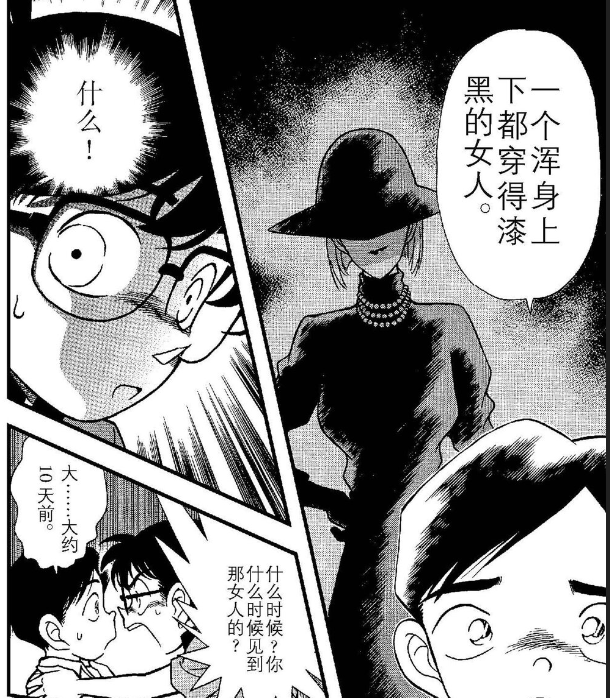 一个浑身上
下都穿得漆
黑的女人。
什么！
什么时候？你
什么时候见到
那女人的？
大……大约
10天前。